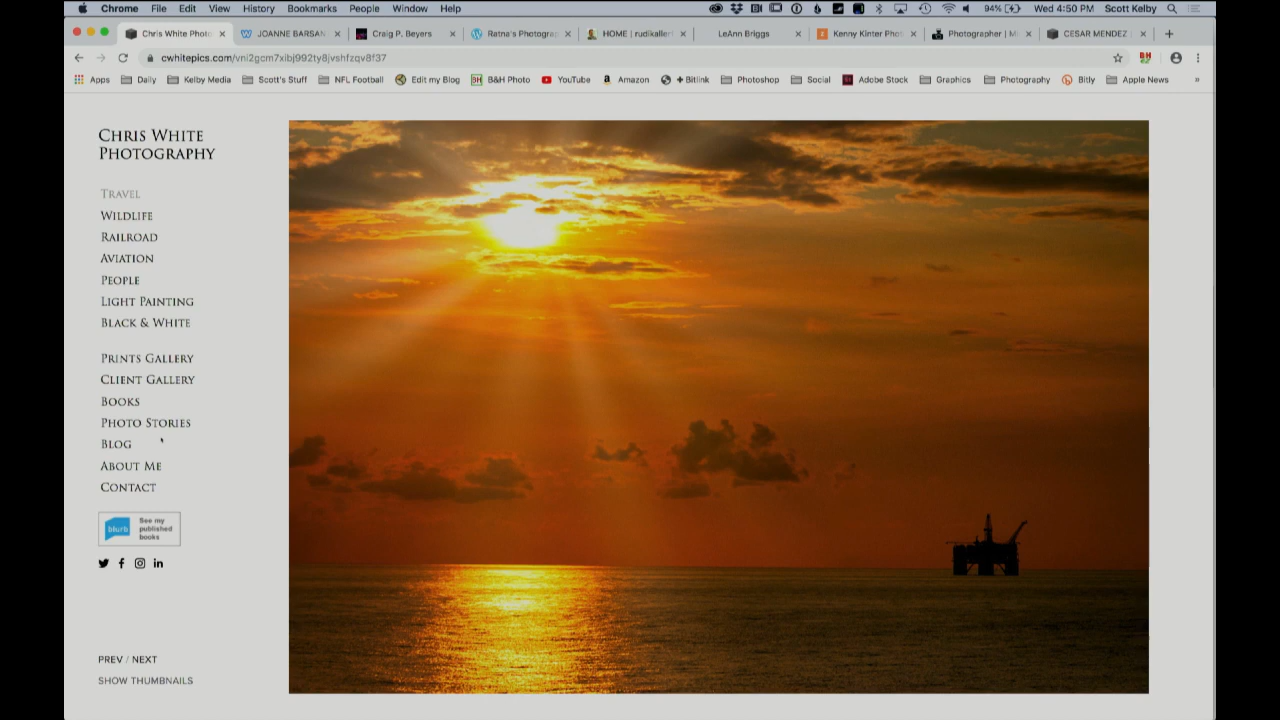 Chrome File Edit View History Bookmarks People Window Help 94% Wed 4:50 PM Scott Kelby
Chris White Photo JOANNE BARSAN Craig P. Beyers Ratna's Photograp HOME | rudikaller LeAnn Briggs Kenny Kinter Phot Photographer | M CESAR MENDEZ
cwhitepics.com/vni2gcm7xibj992ty8jvshfzqv8f37
Apps Daily Kelby Media Scott's Stuff NFL Football Edit my Blog BH B&H Photo YouTube Amazon + Bitlink Photoshop Social Adobe Stock Graphics Photography Bitly Apple News »
CHRIS WHITE
PHOTOGRAPHY
TRAVEL
WILDLIFE
RAILROAD
AVIATION
PEOPLE
LIGHT PAINTING
BLACK & WHITE
PRINTS GALLERY
CLIENT GALLERY
BOOKS
PHOTO STORIES
BLOG
ABOUT ME
CONTACT
blurb See my
published
books
PREV / NEXT
SHOW THUMBNAILS